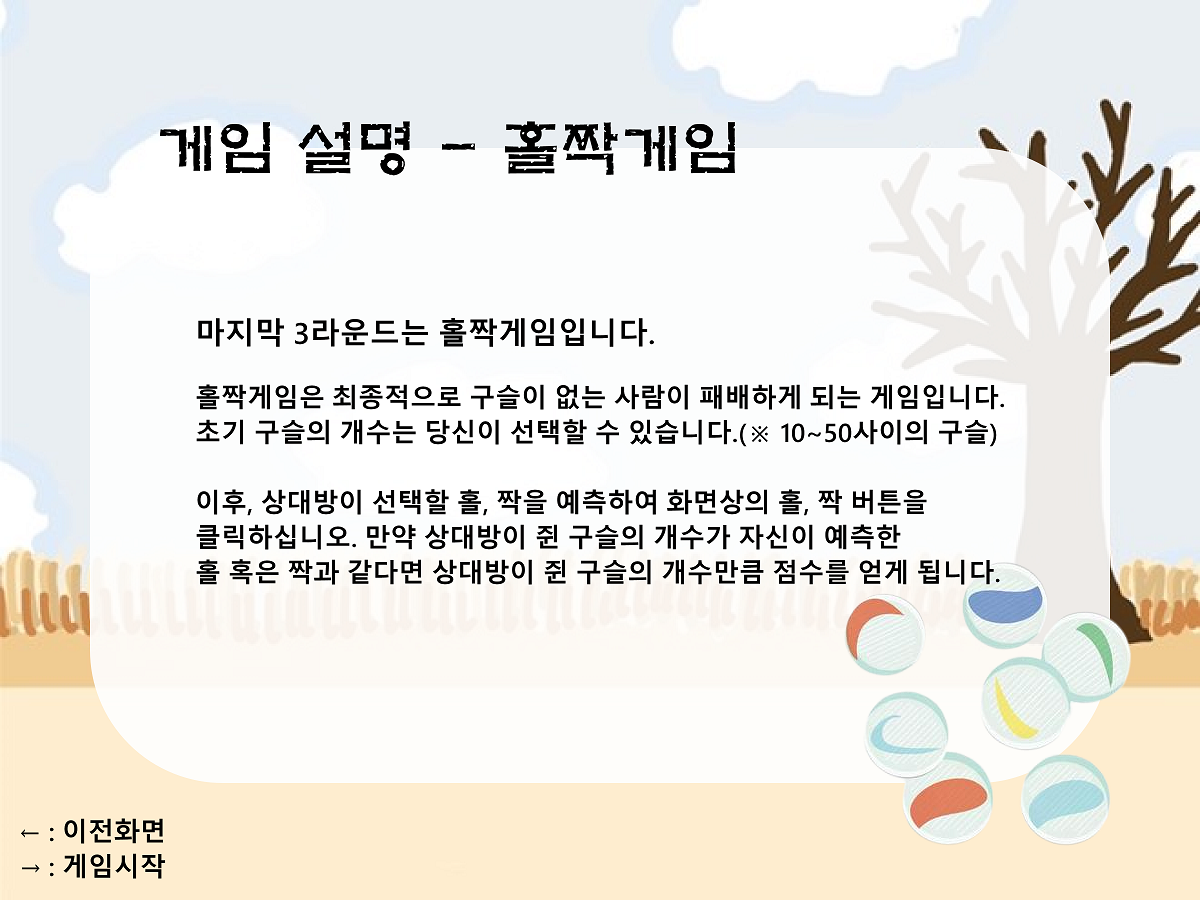 게임 설명 - 홀짝게임
마지막 3라운드는 홀짝게임입니다.
홀짝게임은 최종적으로 구슬이 없는 사람이 패배하게 되는 게임입니다.
초기 구슬의 개수는 당신이 선택할 수 있습니다.(※ 10~50사이의 구슬)
이후, 상대방이 선택할 홀, 짝을 예측하여 화면상의 홀, 짝 버튼을
클릭하십니오. 만약 상대방이 쥔 구슬의 개수가 자신이 예측한
홀 혹은 짝과 같다면 상대방이 쥔 구슬의 개수만큼 점수를 얻게 됩니다.
← : 이전화면
→ : 게임시작